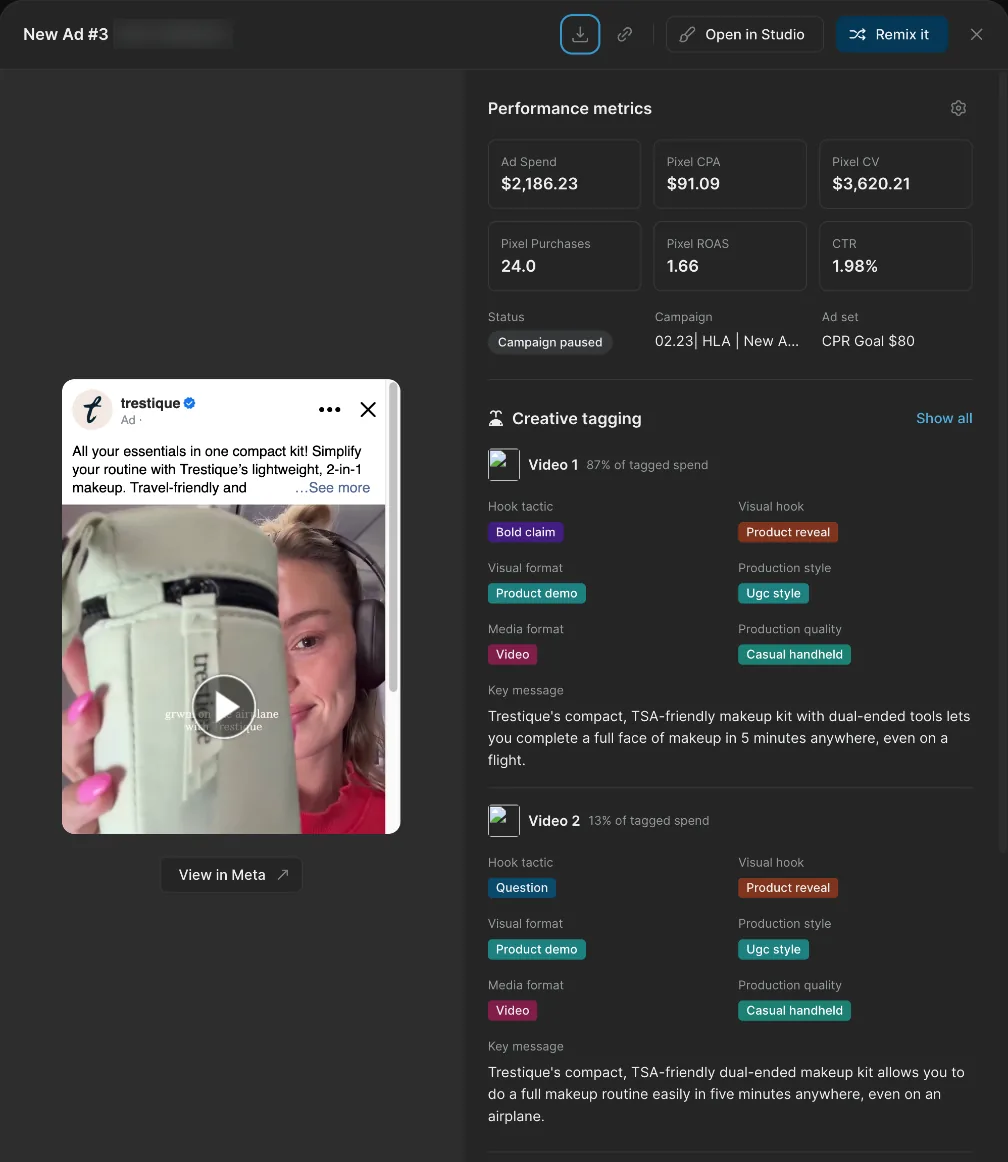 New Ad #3
Open in Studio
Remix it
Performance metrics
Ad Spend
$2,186.23
Pixel CPA
$91.09
Pixel CV
$3,620.21
Pixel Purchases
24.0
Pixel ROAS
1.66
CTR
1.98%
Status
Campaign paused
Campaign
02.23| HLA | New A...
Ad set
CPR Goal $80
trestique
Ad ·
All your essentials in one compact kit! Simplify
your routine with Trestique’s lightweight, 2-in-1
makeup. Travel-friendly and …See more
trestique
grwm on the airplane
with trestique
View in Meta
Creative tagging
Show all
Video 1 87% of tagged spend
Hook tactic
Bold claim
Visual hook
Product reveal
Visual format
Product demo
Production style
Ugc style
Media format
Video
Production quality
Casual handheld
Key message
Trestique's compact, TSA-friendly makeup kit with dual-ended tools lets
you complete a full face of makeup in 5 minutes anywhere, even on a
flight.
Video 2 13% of tagged spend
Hook tactic
Question
Visual hook
Product reveal
Visual format
Product demo
Production style
Ugc style
Media format
Video
Production quality
Casual handheld
Key message
Trestique's compact, TSA-friendly dual-ended makeup kit allows you to
do a full makeup routine easily in five minutes anywhere, even on an
airplane.